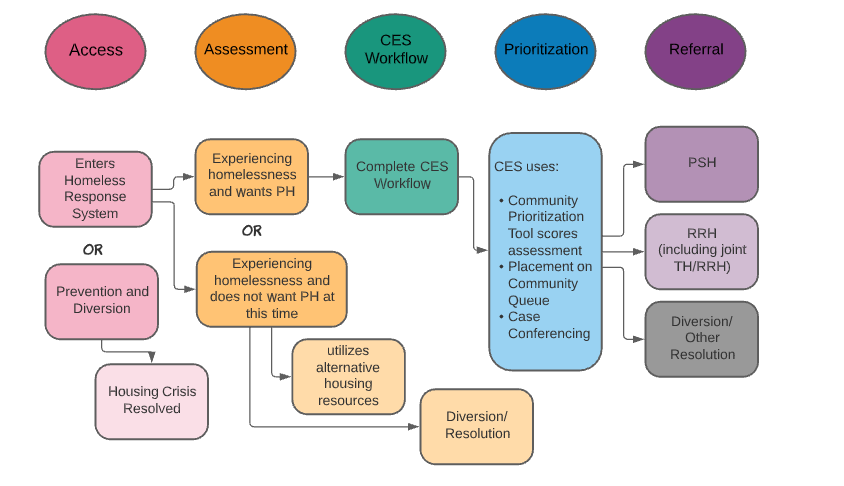 Access
Assessment
CES
Workflow
Prioritization
Referral
Enters
Homeless
Response
System
OR
Prevention and
Diversion
Housing Crisis
Resolved
Experiencing
homelessness
and wants PH
OR
Experiencing
homelessness and
does not want PH at
this time
utilizes
alternative
housing
resources
Diversion/
Resolution
Complete CES
Workflow
CES uses:
• Community
Prioritization
Tool scores
assessment
• Placement on
Community
Queue
• Case
Conferencing
PSH
RRH
(including joint
TH/RRH)
Diversion/
Other
Resolution